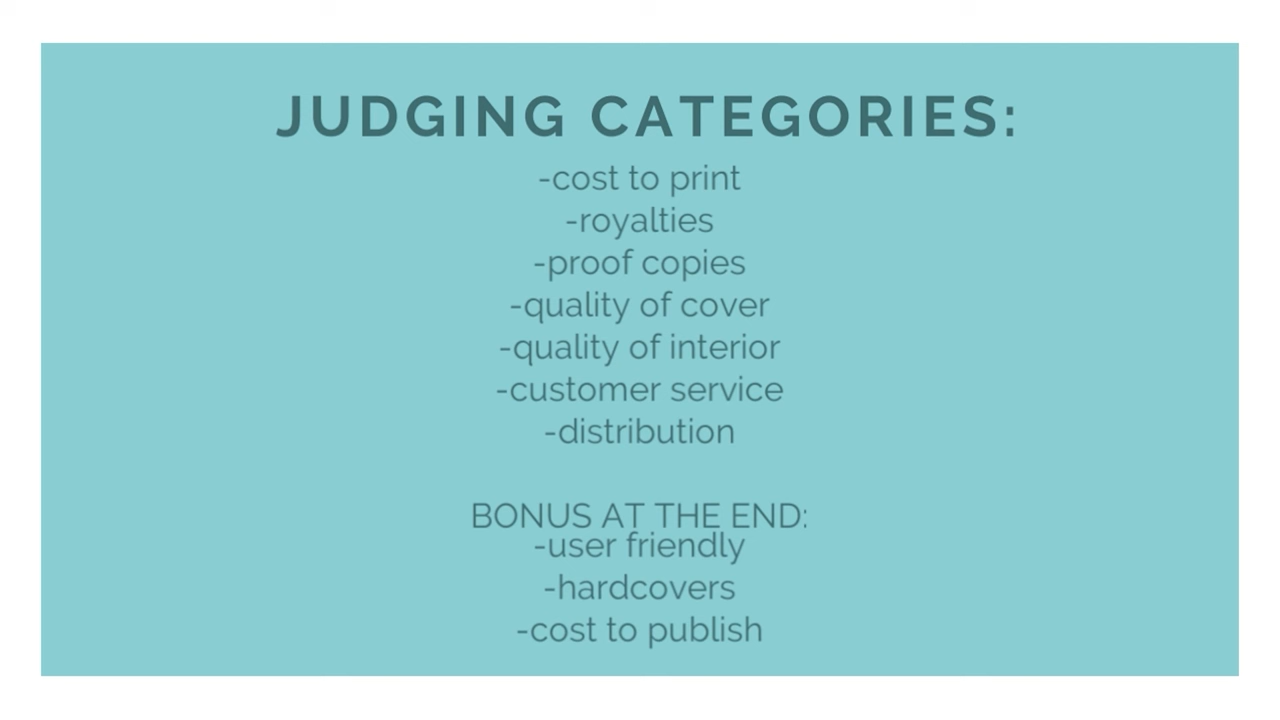 JUDGING CATEGORIES:
-cost to print
-royalties
-proof copies
-quality of cover
-quality of interior
-customer service
-distribution
BONUS AT THE END:
-user friendly
-hardcovers
-cost to publish